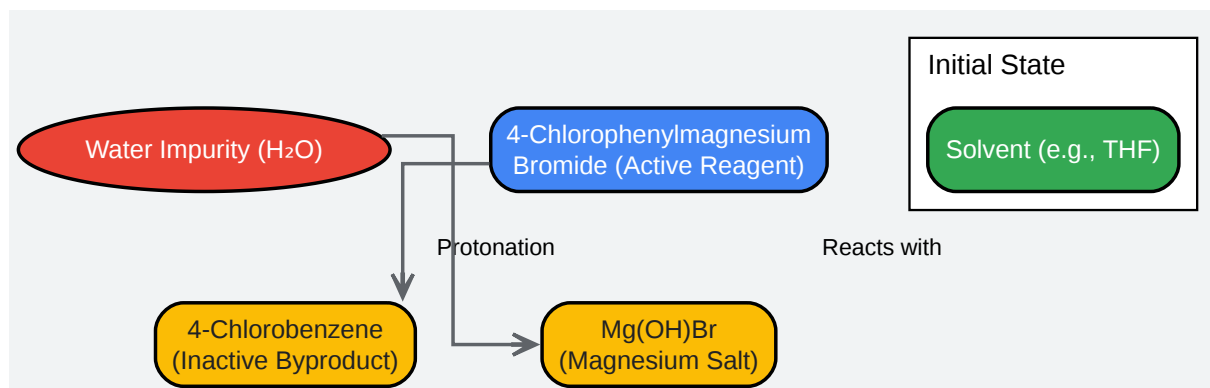 Initial State
Water Impurity (H₂O)
4-Chlorophenylmagnesium
Bromide (Active Reagent)
Solvent (e.g., THF)
Protonation
Reacts with
4-Chlorobenzene
(Inactive Byproduct)
Mg(OH)Br
(Magnesium Salt)